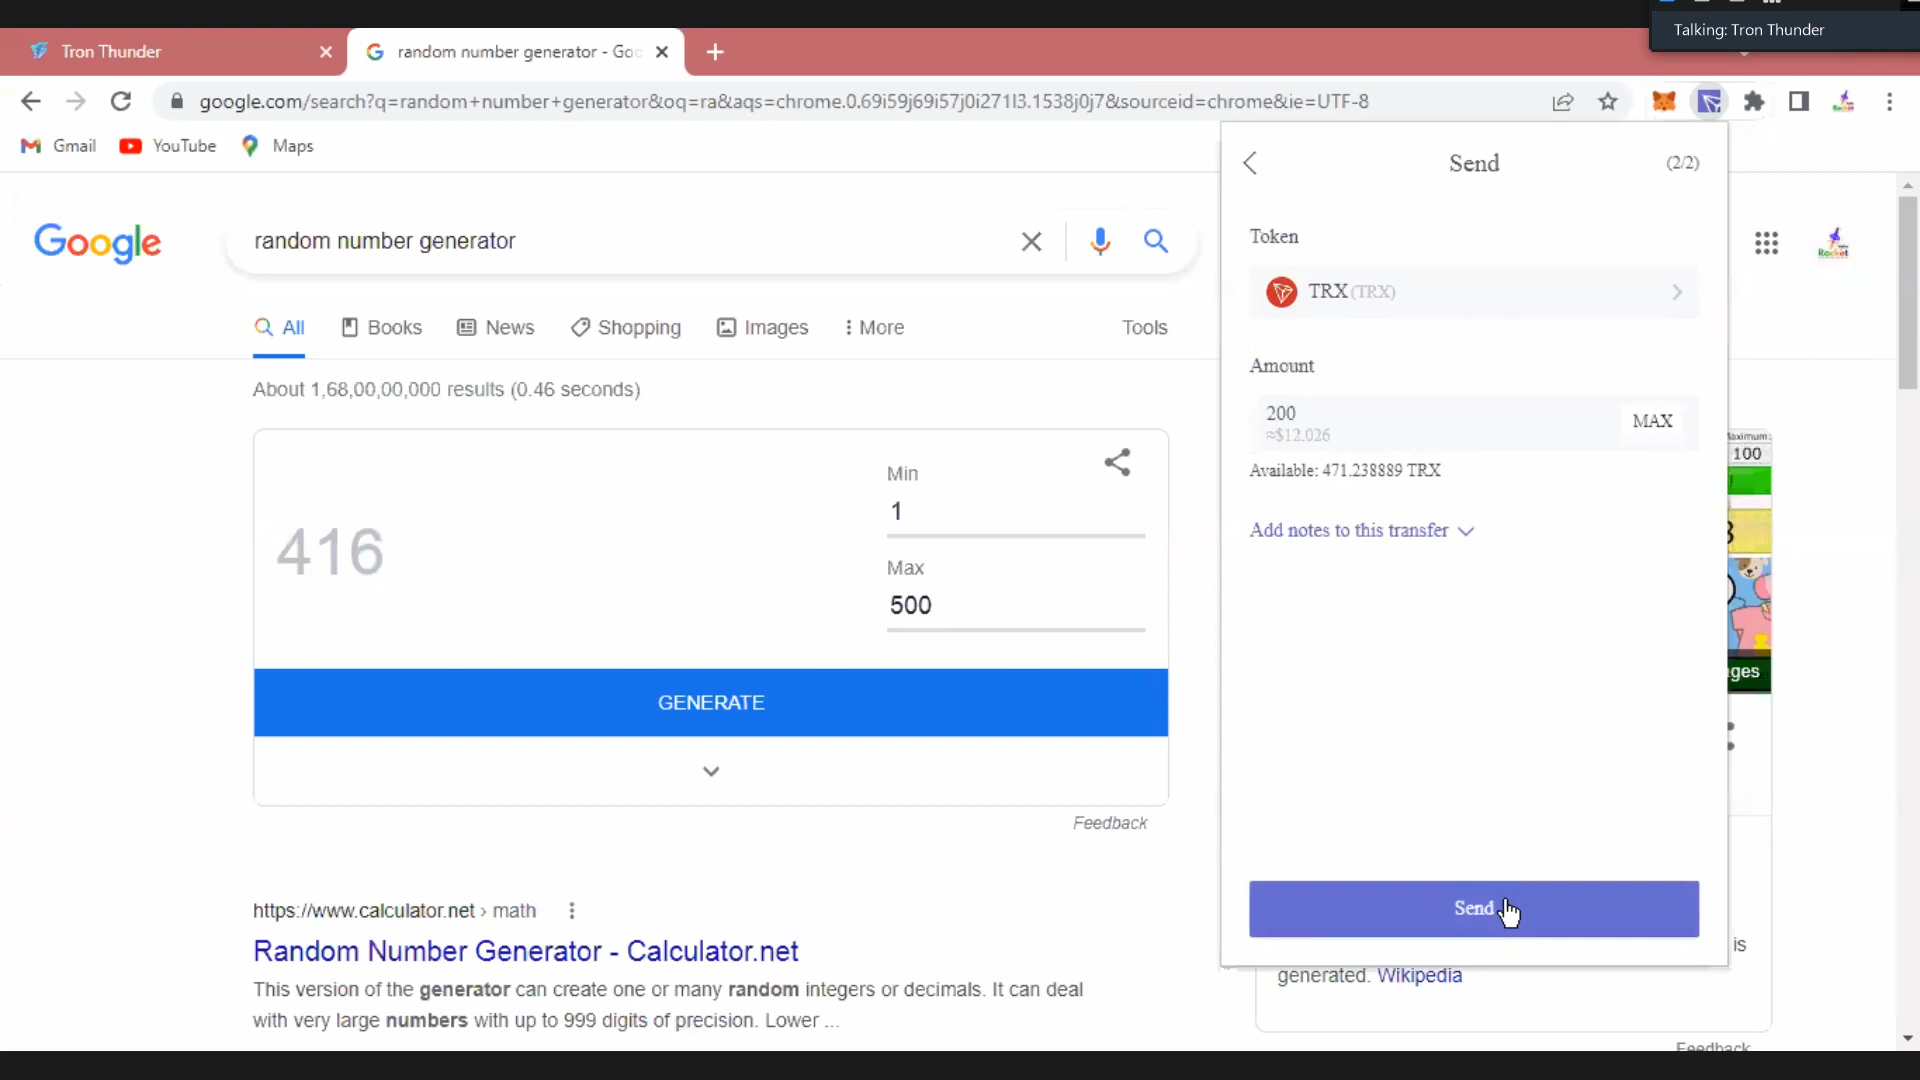 Talking: Tron Thunder
Tron Thunder
random number generator - Goo
google.com/search?q=random+number+generator&oq=ra&aqs=chrome.0.69i59j69i57j0i271l3.1538j0j7&sourceid=chrome&ie=UTF-8
Gmail
YouTube
Maps
Google
random number generator
Rocket
All
Books
News
Shopping
Images
More
Tools
About 1,68,00,00,000 results (0.46 seconds)
416
Min
1
Max
500
GENERATE
Feedback
https://www.calculator.net › math
Random Number Generator - Calculator.net
This version of the generator can create one or many random integers or decimals. It can deal
with very large numbers with up to 999 digits of precision. Lower ...
Send
(2/2)
Token
TRX (TRX)
Amount
200
≈$12.026
MAX
Available: 471.238889 TRX
Add notes to this transfer
Send
100
is
generated. Wikipedia
Feedback